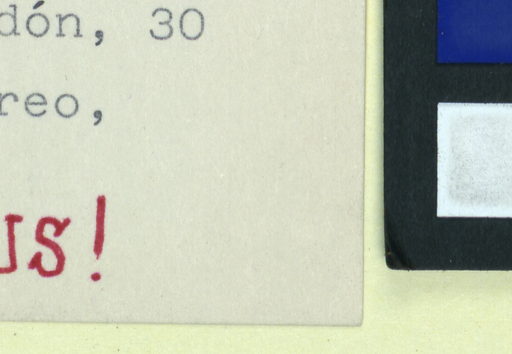 dón, 30
reo,
us!